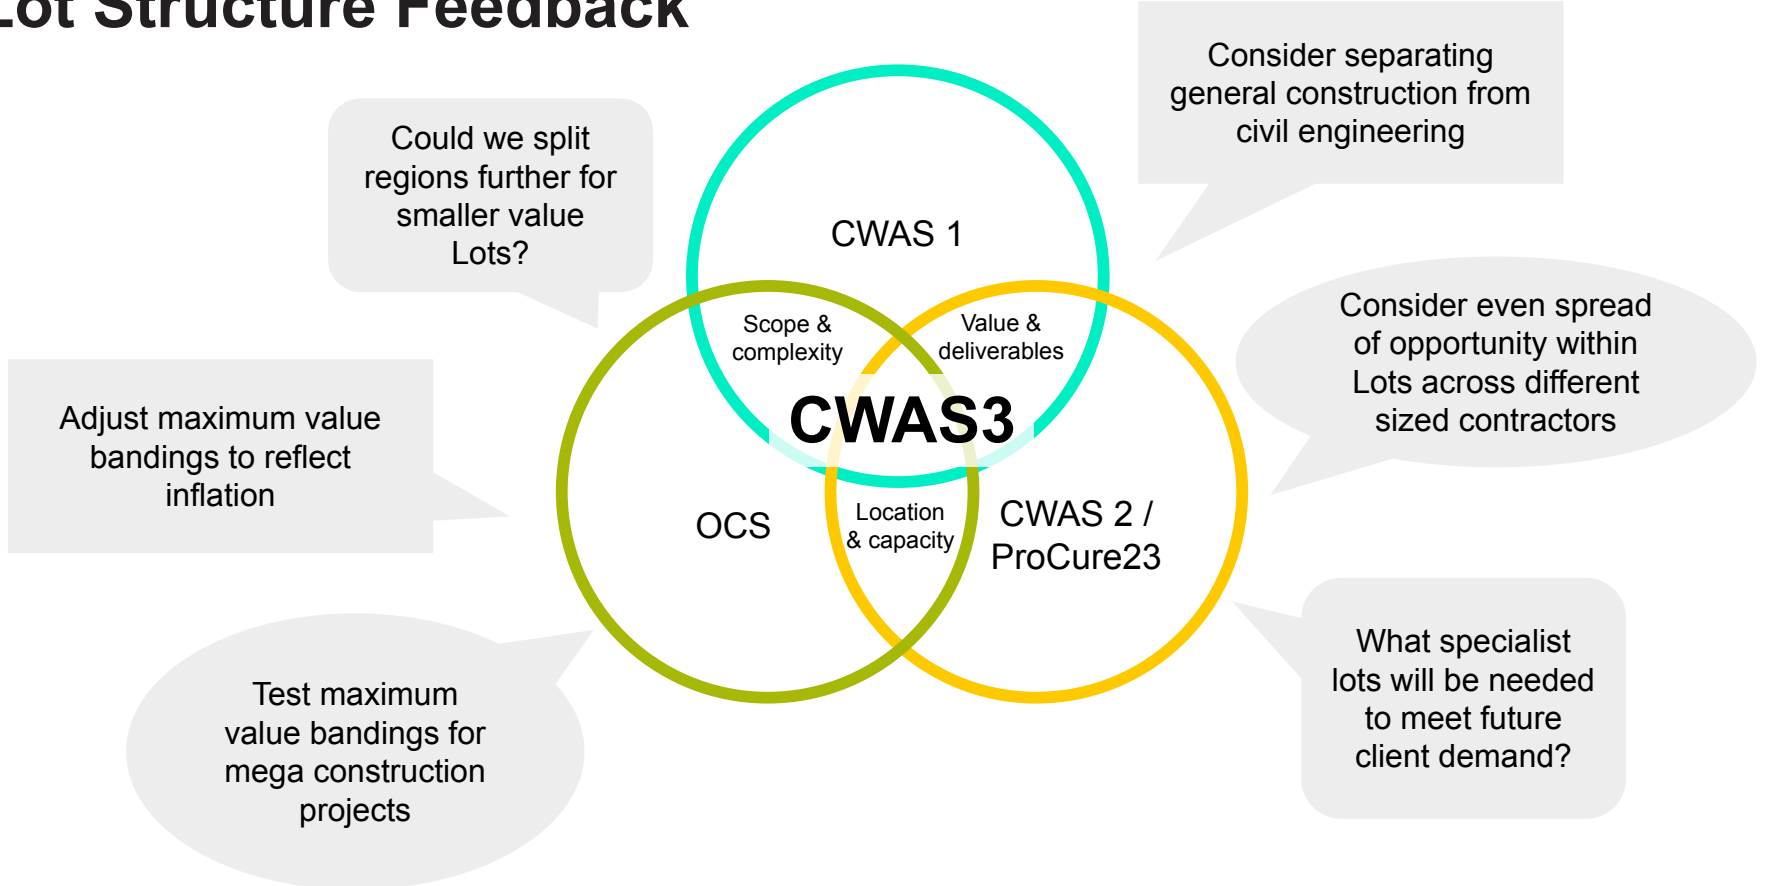 Lot Structure Feedback
Consider separating
general construction from
civil engineering
Could we split
regions further for
smaller value
Lots?
CWAS 1
Consider even spread
of opportunity within
Lots across different
sized contractors
Scope &
complexity
Value &
deliverables
CWAS3
Adjust maximum value
bandings to reflect
inflation
OCS
Location
& capacity
CWAS 2 /
ProCure23
Test maximum
value bandings for
mega construction
projects
What specialist
lots will be needed
to meet future
client demand?